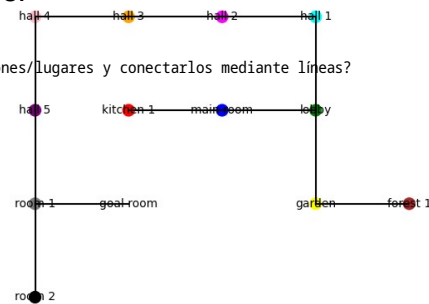 hall 4 hall 3 hall 2 hall 1
nes/lugares y conectarlos mediante líneas?
hall 5 kitchen 1 main room lobby
room 1 goal room garden forest 1
room 2